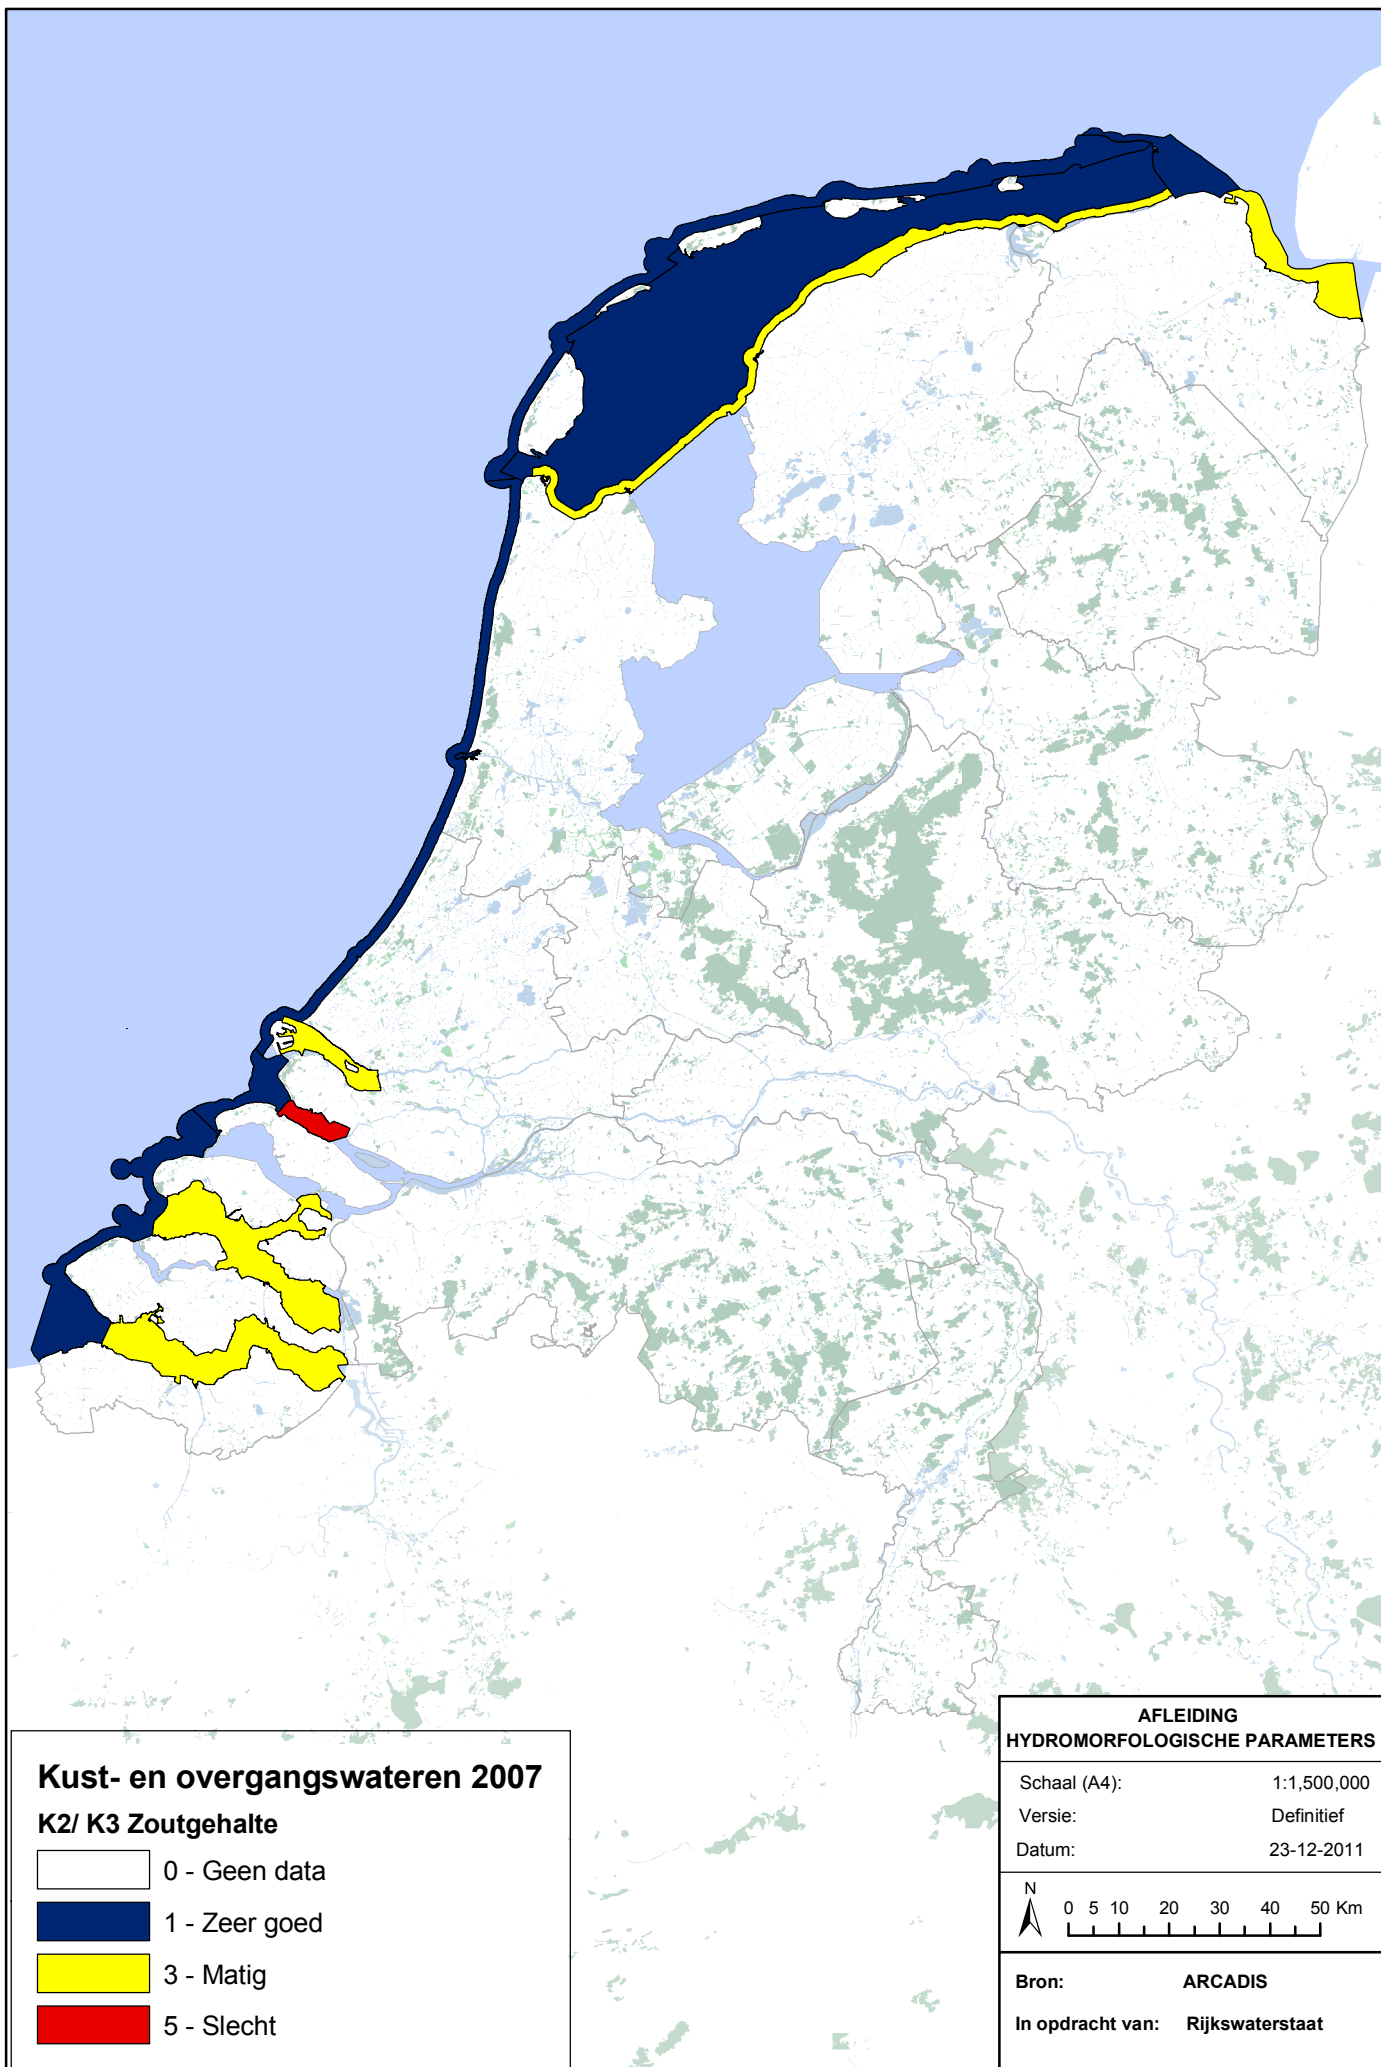 Kust- en overgangswateren 2007
K2/ K3 Zoutgehalte
0 - Geen data
1 - Zeer goed
3 - Matig
5 - Slecht
AFLEIDING
HYDROMORFOLOGISCHE PARAMETERS
Schaal (A4): 1:1,500,000
Versie: Definitief
Datum: 23-12-2011
N
0 5 10 20 30 40 50 Km
Bron: ARCADIS
In opdracht van: Rijkswaterstaat